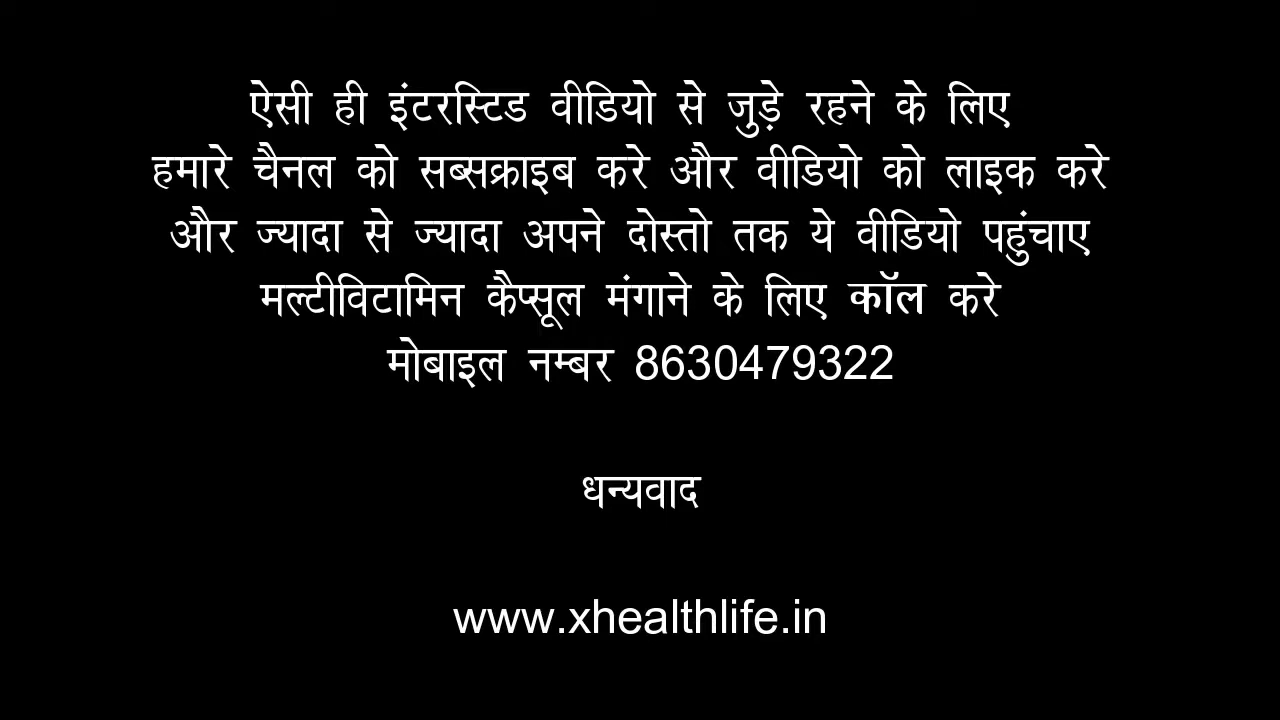 ऐसी ही इंटरस्टिड वीडियो से जुड़े रहने के लिए
हमारे चैनल को सब्सक्राइब करे और वीडियो को लाइक करे
और ज्यादा से ज्यादा अपने दोस्तो तक ये वीडियो पहुंचाए
मल्टीविटामिन कैप्सूल मंगाने के लिए कॉल करे
मोबाइल नम्बर 8630479322
धन्यवाद
www.xhealthlife.in